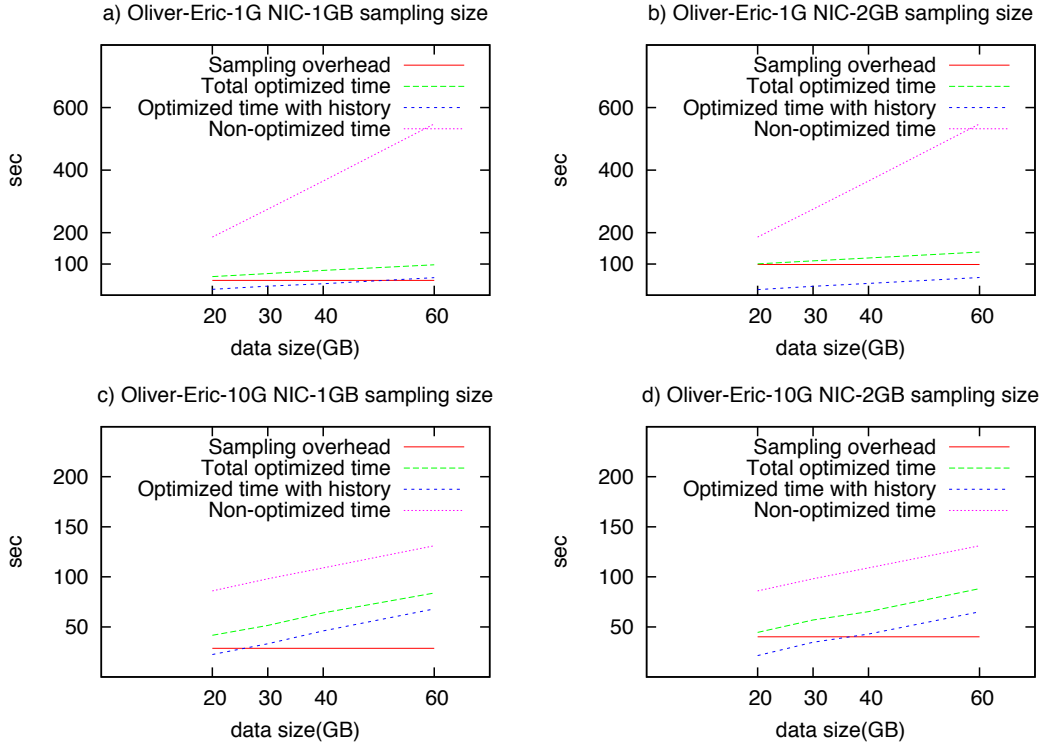 a) Oliver-Eric-1G NIC-1GB sampling size
Sampling overhead
Total optimized time
Optimized time with history
Non-optimized time
600
400
200
100
sec
20 30 40 60
data size(GB)
b) Oliver-Eric-1G NIC-2GB sampling size
Sampling overhead
Total optimized time
Optimized time with history
Non-optimized time
600
400
200
100
sec
20 30 40 60
data size(GB)
c) Oliver-Eric-10G NIC-1GB sampling size
Sampling overhead
Total optimized time
Optimized time with history
Non-optimized time
200
150
100
50
sec
20 30 40 60
data size(GB)
d) Oliver-Eric-10G NIC-2GB sampling size
Sampling overhead
Total optimized time
Optimized time with history
Non-optimized time
200
150
100
50
sec
20 30 40 60
data size(GB)